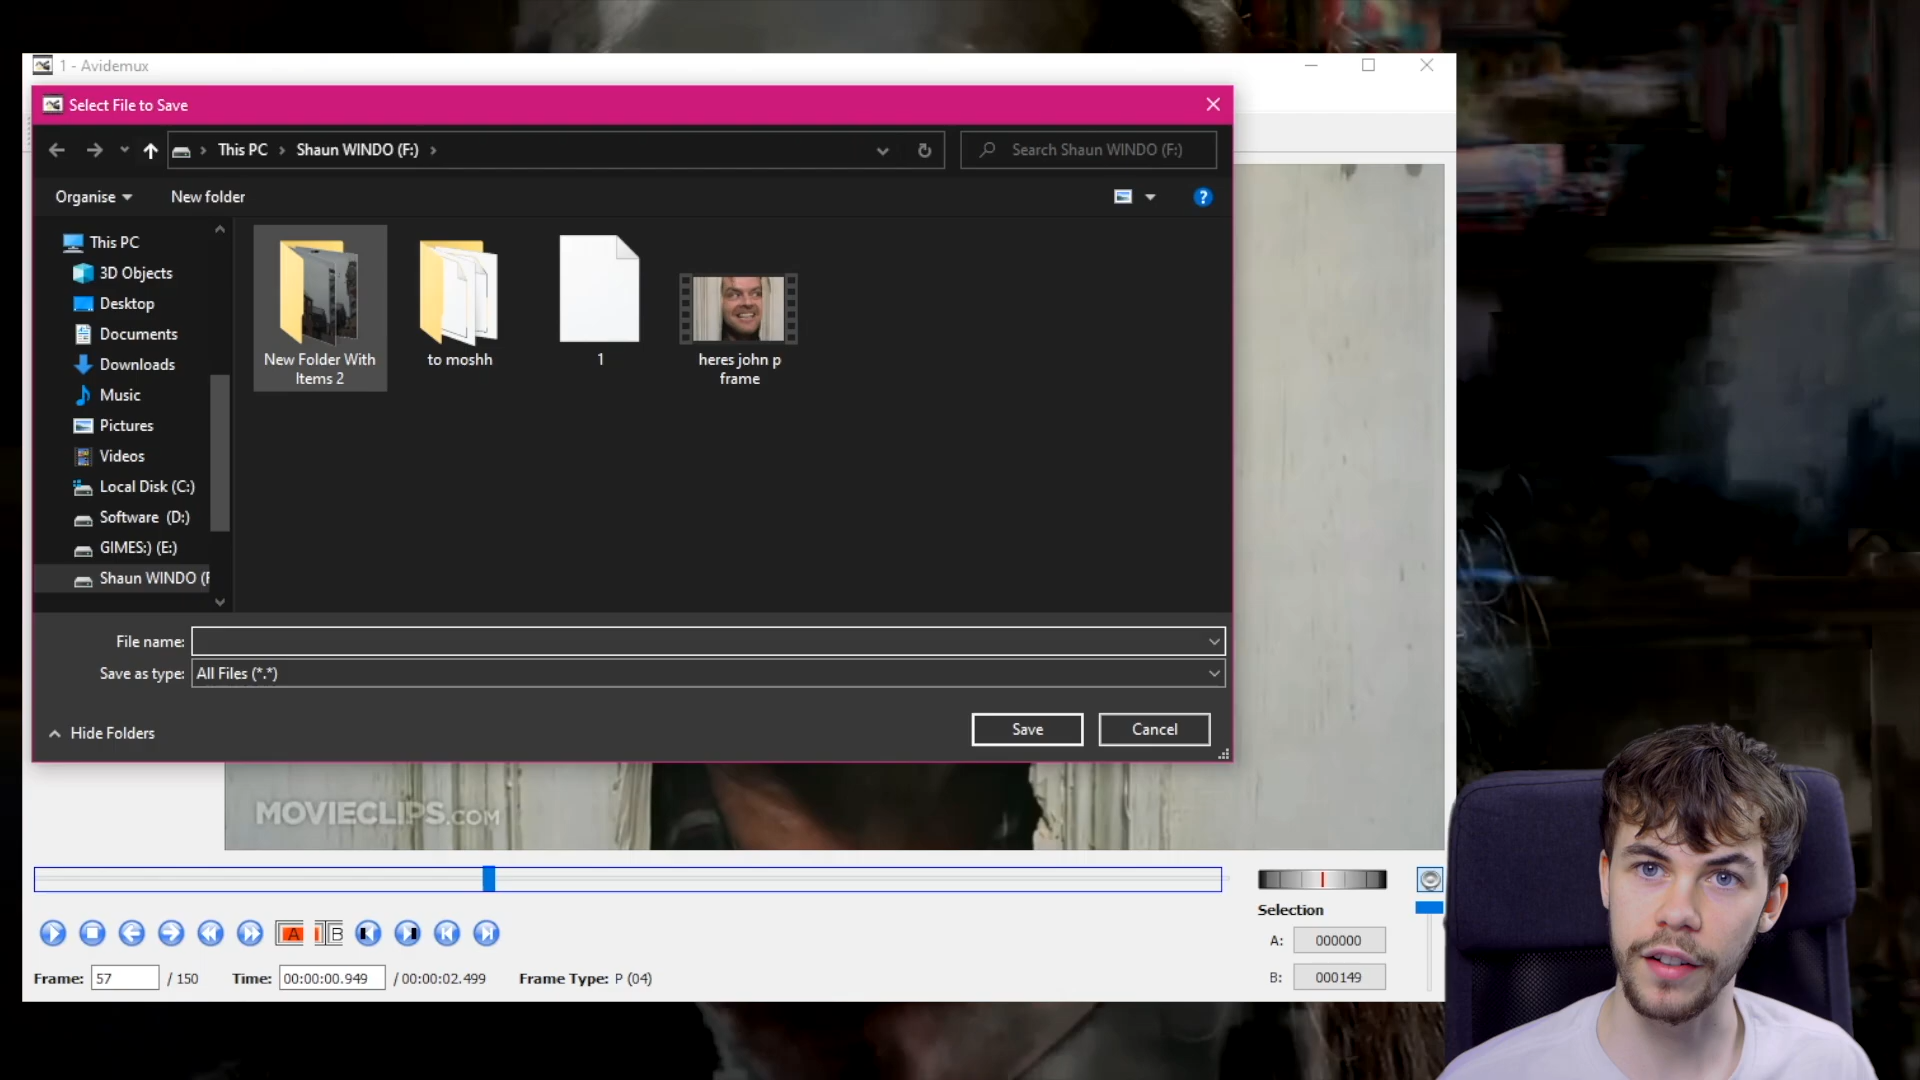 1 - Avidemux
Select File to Save
This PC
Shaun WINDO (F:)
Search Shaun WINDO (F:)
Organise
New folder
?
This PC
3D Objects
Desktop
Documents
Downloads
Music
Pictures
Videos
Local Disk (C:)
Software (D:)
GIMES:) (E:)
Shaun WINDO (F
New Folder With
Items 2
to moshh
1
heres john p
frame
File name:
Save as type: All Files (*.*)
Hide Folders
Save
Cancel
MOVIECLIPS.COM
A
B
Selection
A: 000000
B: 000149
Frame: 57 / 150 Time: 00:00:00.949 / 00:00:02.499 Frame Type: P (04)